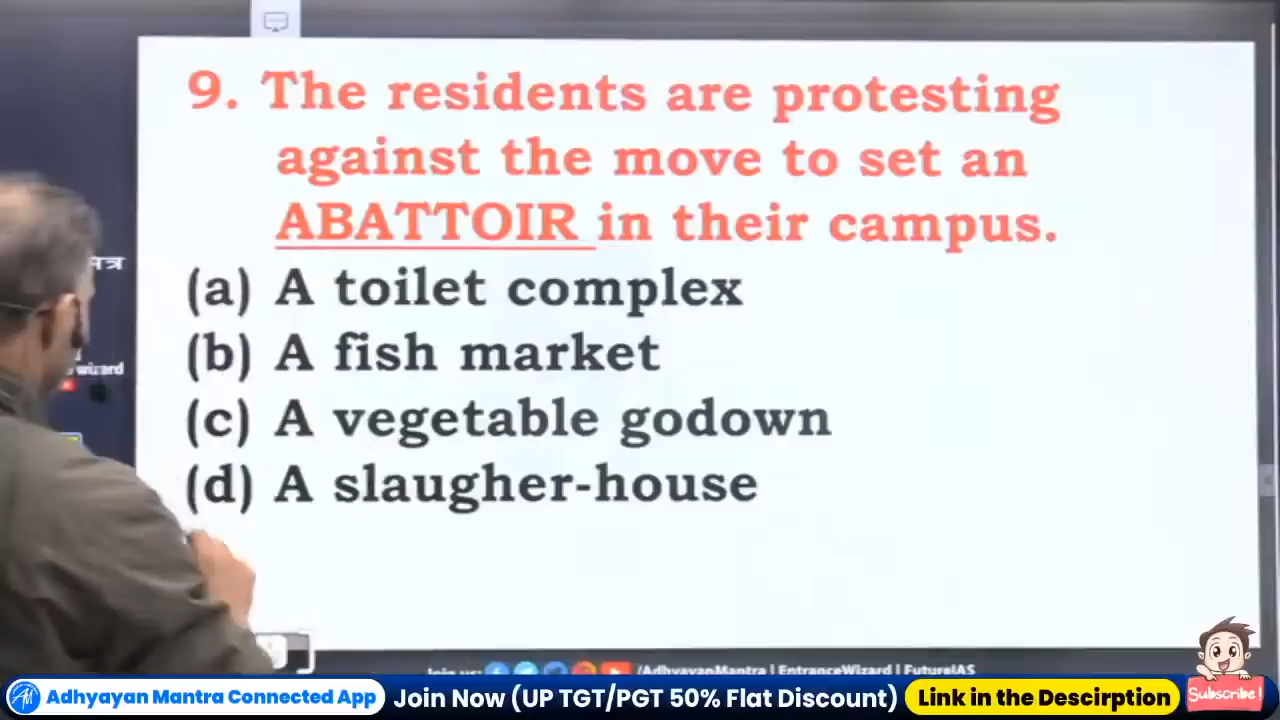 9. The residents are protesting
against the move to set an
ABATTOIR in their campus.
(a) A toilet complex
(b) A fish market
(c) A vegetable godown
(d) A slaugher-house
wizard
/AdhyayanMantra | EntranceWizard | FutureIAS
Adhyayan Mantra Connected App
Join Now (UP TGT/PGT 50% Flat Discount)
Link in the Descirption
Subscribe!